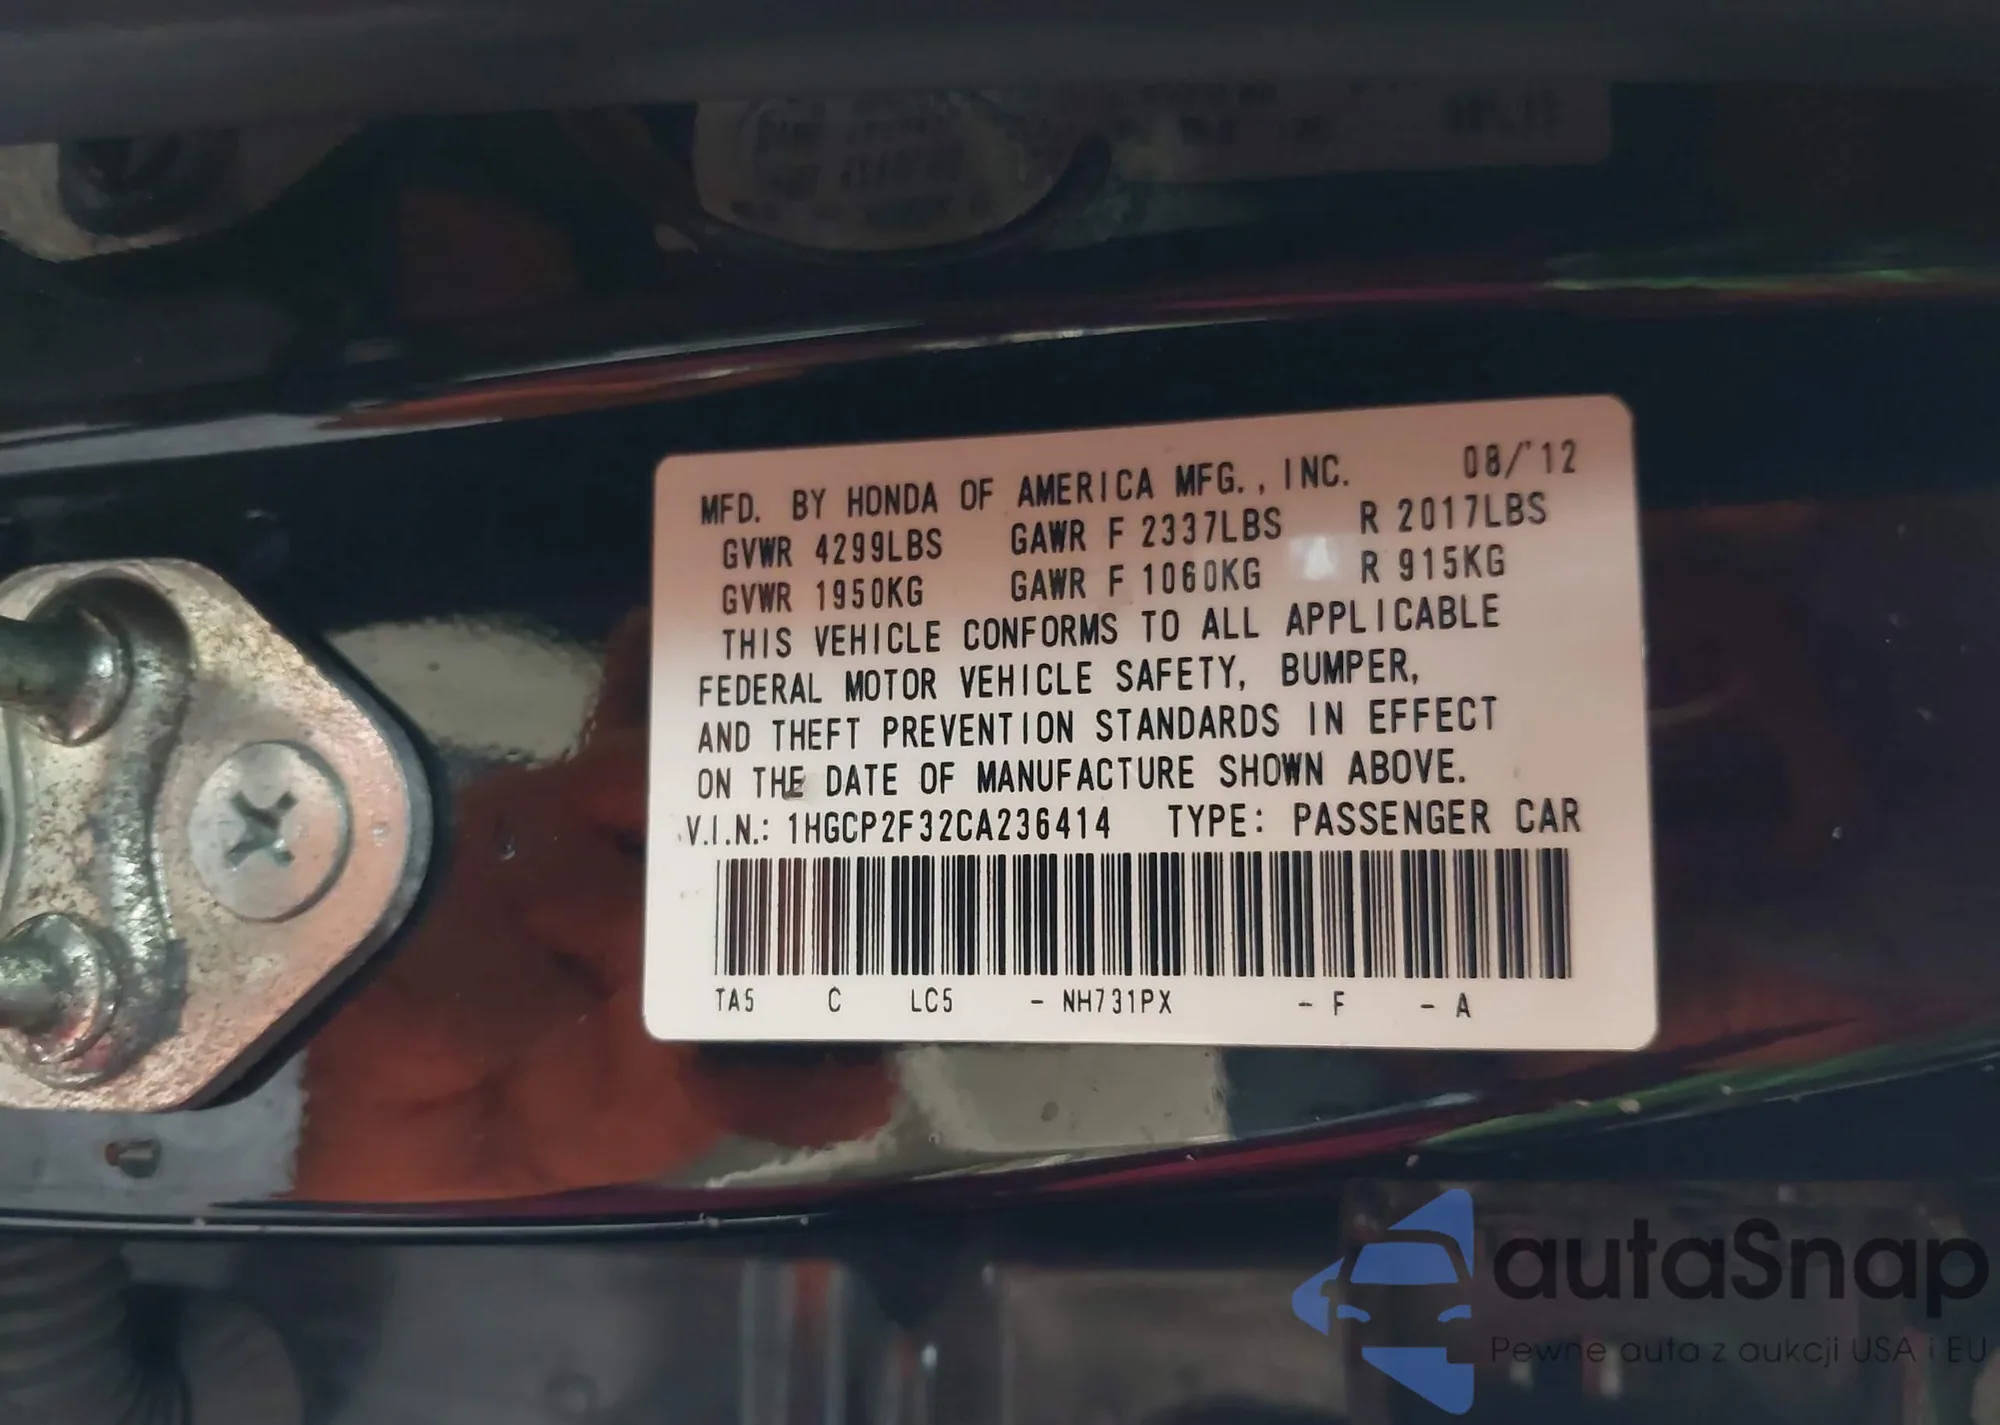 MFD. BY HONDA OF AMERICA MFG., INC. 08/'12
GVWR 4299LBS GAWR F 2337LBS R 2017LBS
GVWR 1950KG GAWR F 1060KG R 915KG
THIS VEHICLE CONFORMS TO ALL APPLICABLE
FEDERAL MOTOR VEHICLE SAFETY, BUMPER,
AND THEFT PREVENTION STANDARDS IN EFFECT
ON THE DATE OF MANUFACTURE SHOWN ABOVE.
V.I.N.: 1HGCP2F32CA236414 TYPE: PASSENGER CAR
TA5 C LC5 - NH731PX - F - A
autaSnap
Pewne auta z aukcji USA i EU